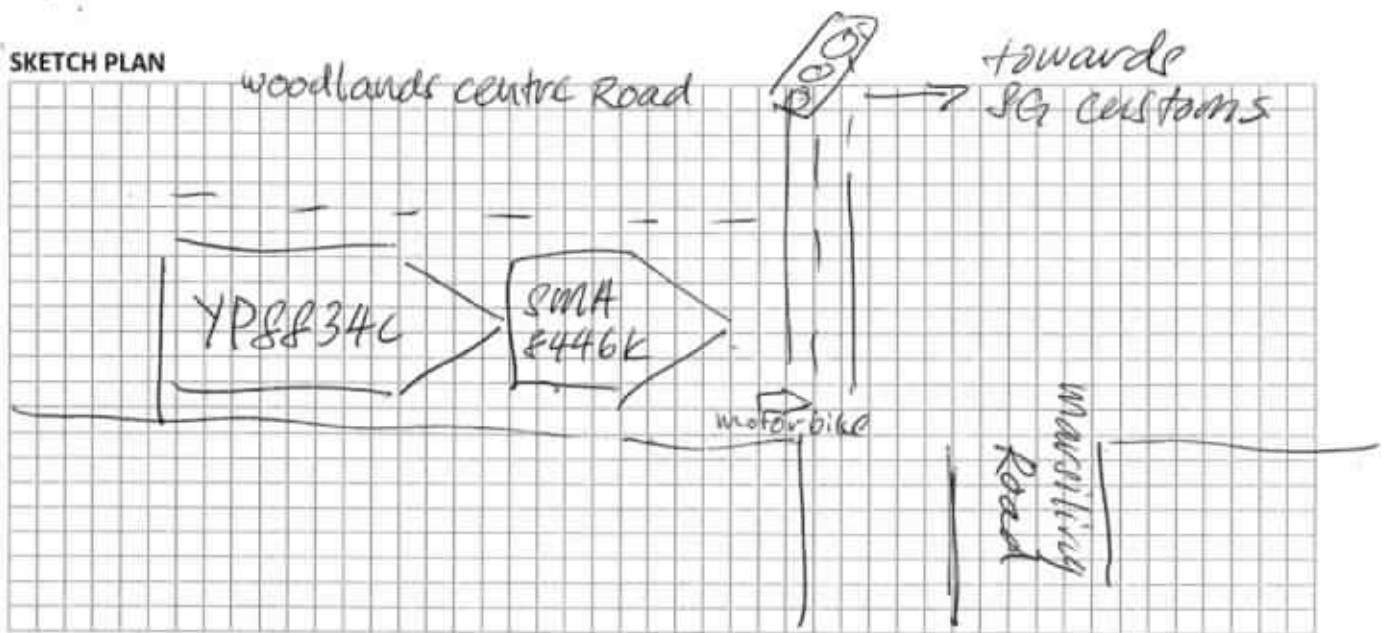 SKETCH PLAN
woodlands centre Road
towards
SG customs
YP8834C
SMA
8446K
motorbike
marsiling
Road